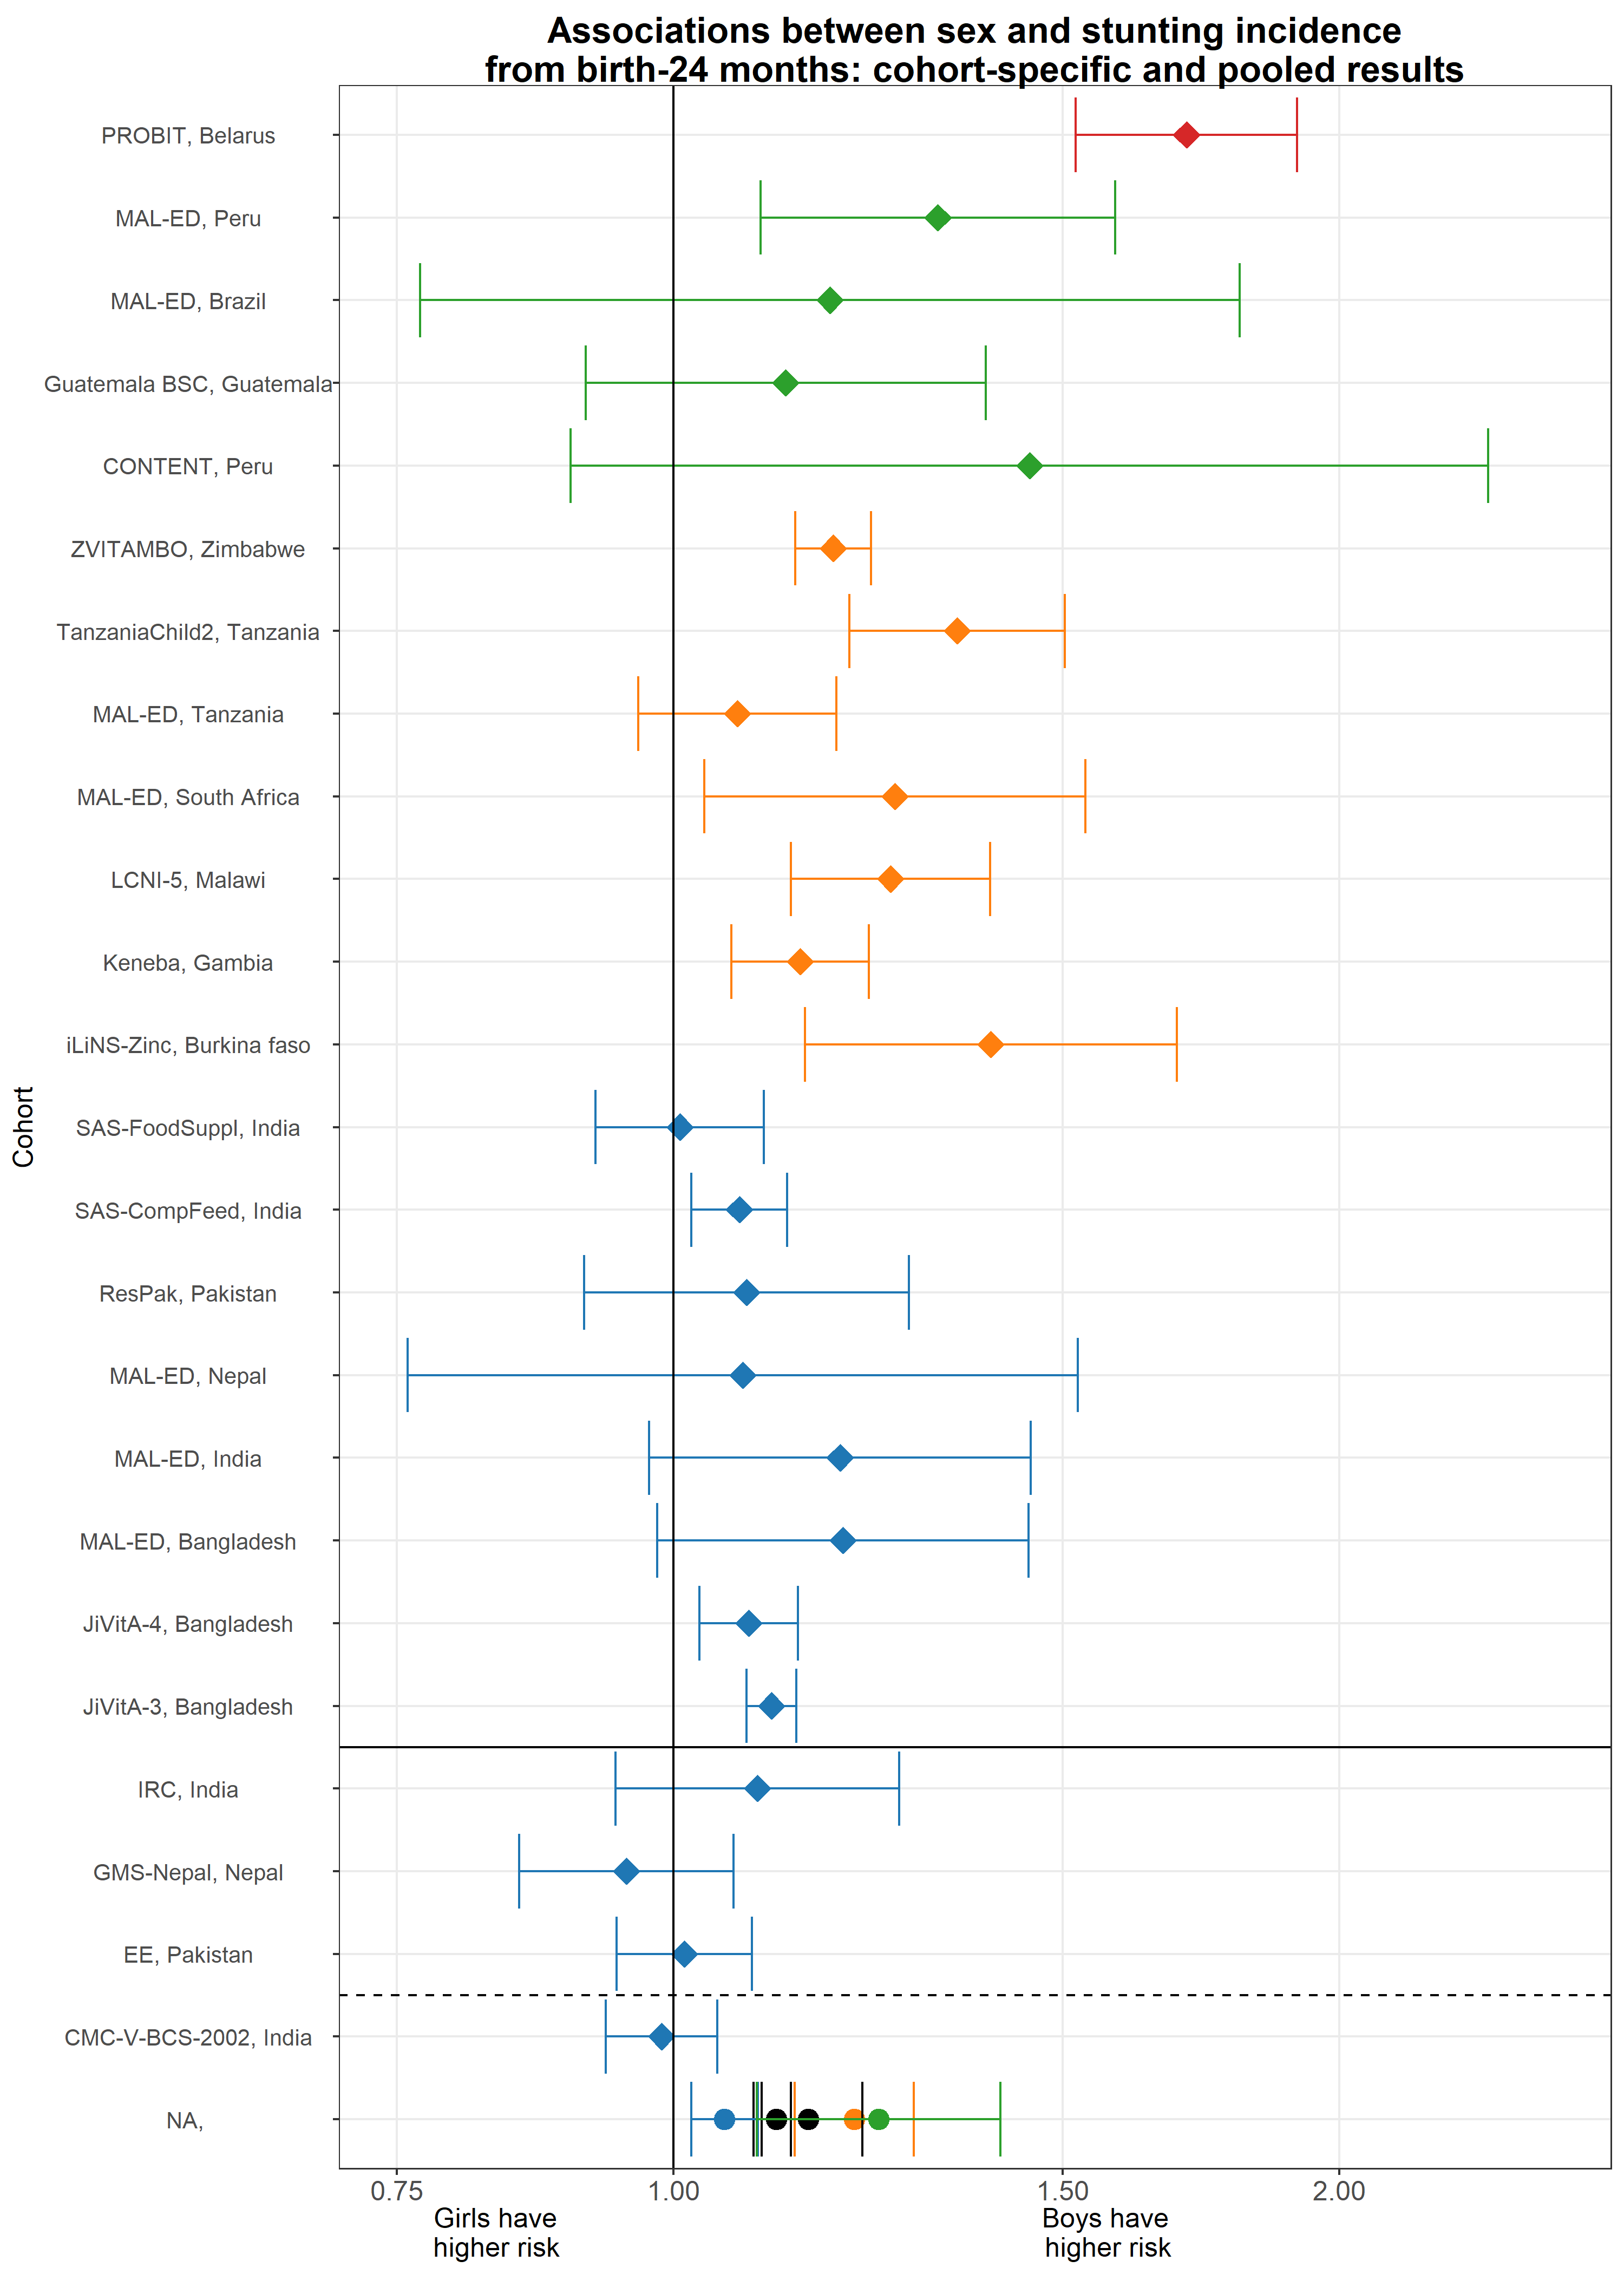 Associations between sex and stunting incidence
from birth-24 months: cohort-specific and pooled results
PROBIT, Belarus
MAL-ED, Peru
MAL-ED, Brazil
Guatemala BSC, Guatemala
CONTENT, Peru
ZVITAMBO, Zimbabwe
TanzaniaChild2, Tanzania
MAL-ED, Tanzania
MAL-ED, South Africa
LCNI-5, Malawi
Keneba, Gambia
iLiNS-Zinc, Burkina faso
Cohort
SAS-FoodSuppl, India
SAS-CompFeed, India
ResPak, Pakistan
MAL-ED, Nepal
MAL-ED, India
MAL-ED, Bangladesh
JiVitA-4, Bangladesh
JiVitA-3, Bangladesh
IRC, India
GMS-Nepal, Nepal
EE, Pakistan
CMC-V-BCS-2002, India
NA,
0.75 1.00 1.50 2.00
Girls have
higher risk
Boys have
higher risk